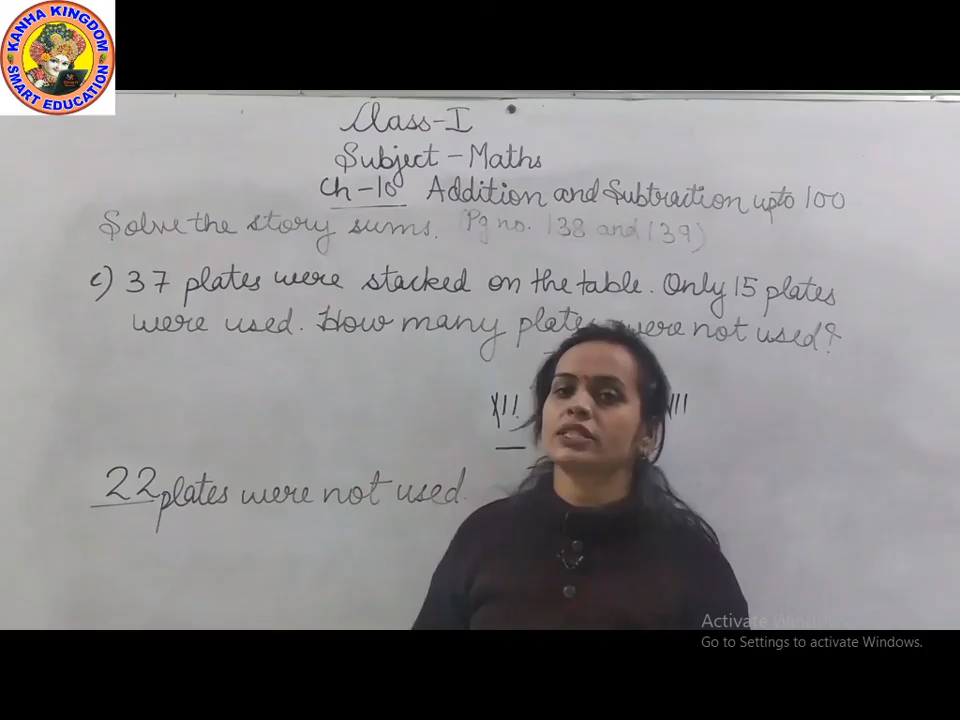 KANHA KINGDOM
SMART EDUCATION
Class-I
Subject - Maths
Ch-10 Addition and Subtraction upto 100
Solve the story sums. (Pg no. 138 and 139)
c) 37 plates were stacked on the table. Only 15 plates
were used. How many plates were not used?
22 plates were not used.
Activate Windows
Go to Settings to activate Windows.